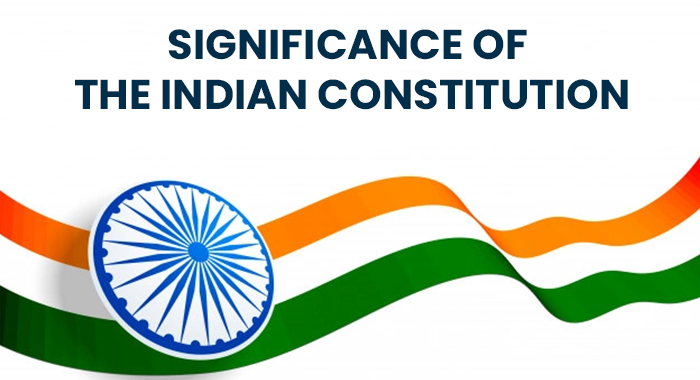 SIGNIFICANCE OF
THE INDIAN CONSTITUTION